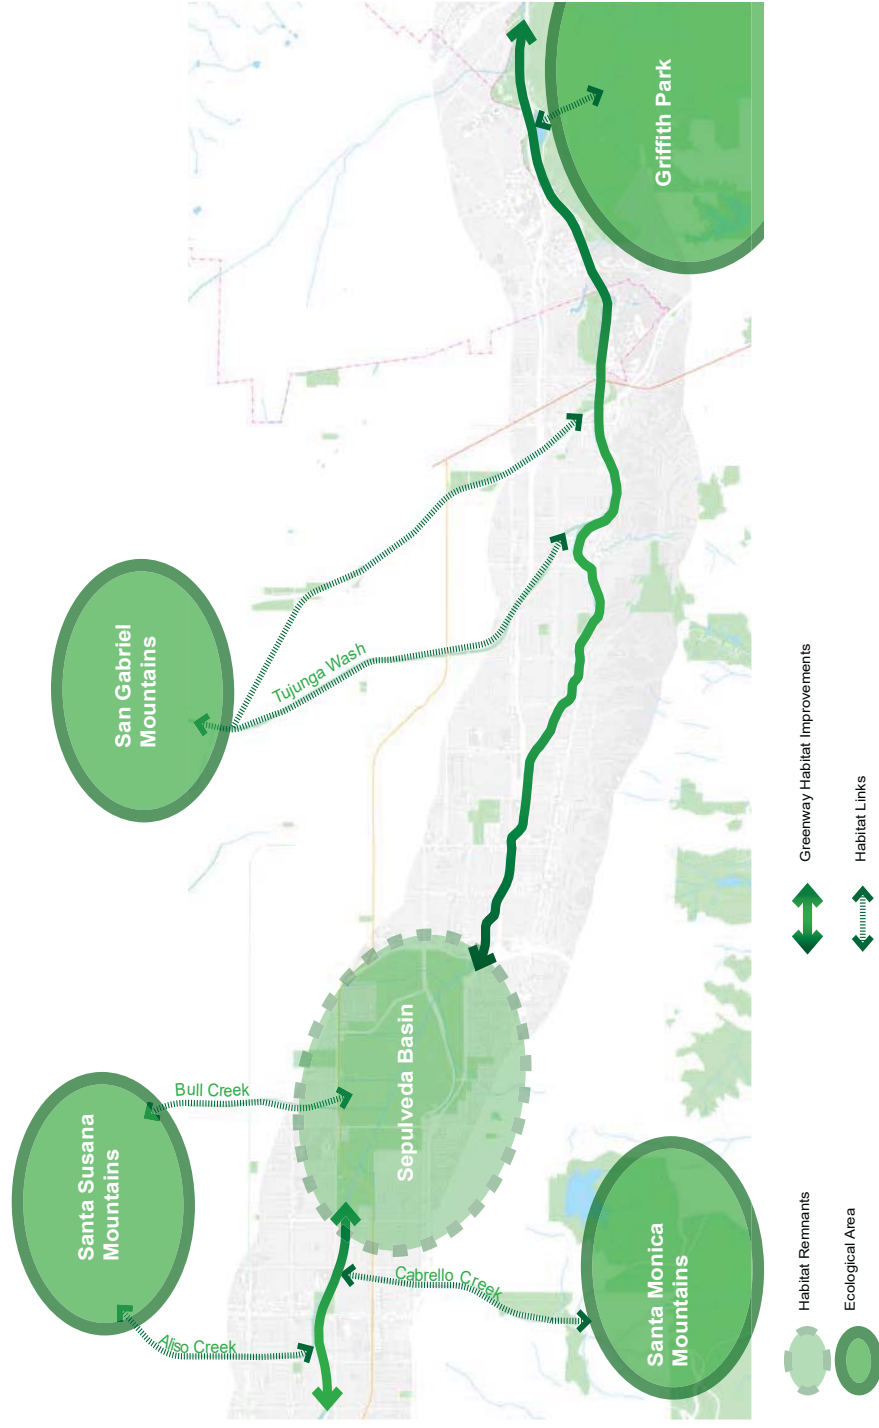 Santa Susana
Mountains
San Gabriel
Mountains
Aliso Creek
Bull Creek
Tujunga Wash
Sepulveda Basin
Cabrello Creek
Santa Monica
Mountains
Griffith Park
Habitat Remnants
Ecological Area
Greenway Habitat Improvements
Habitat Links